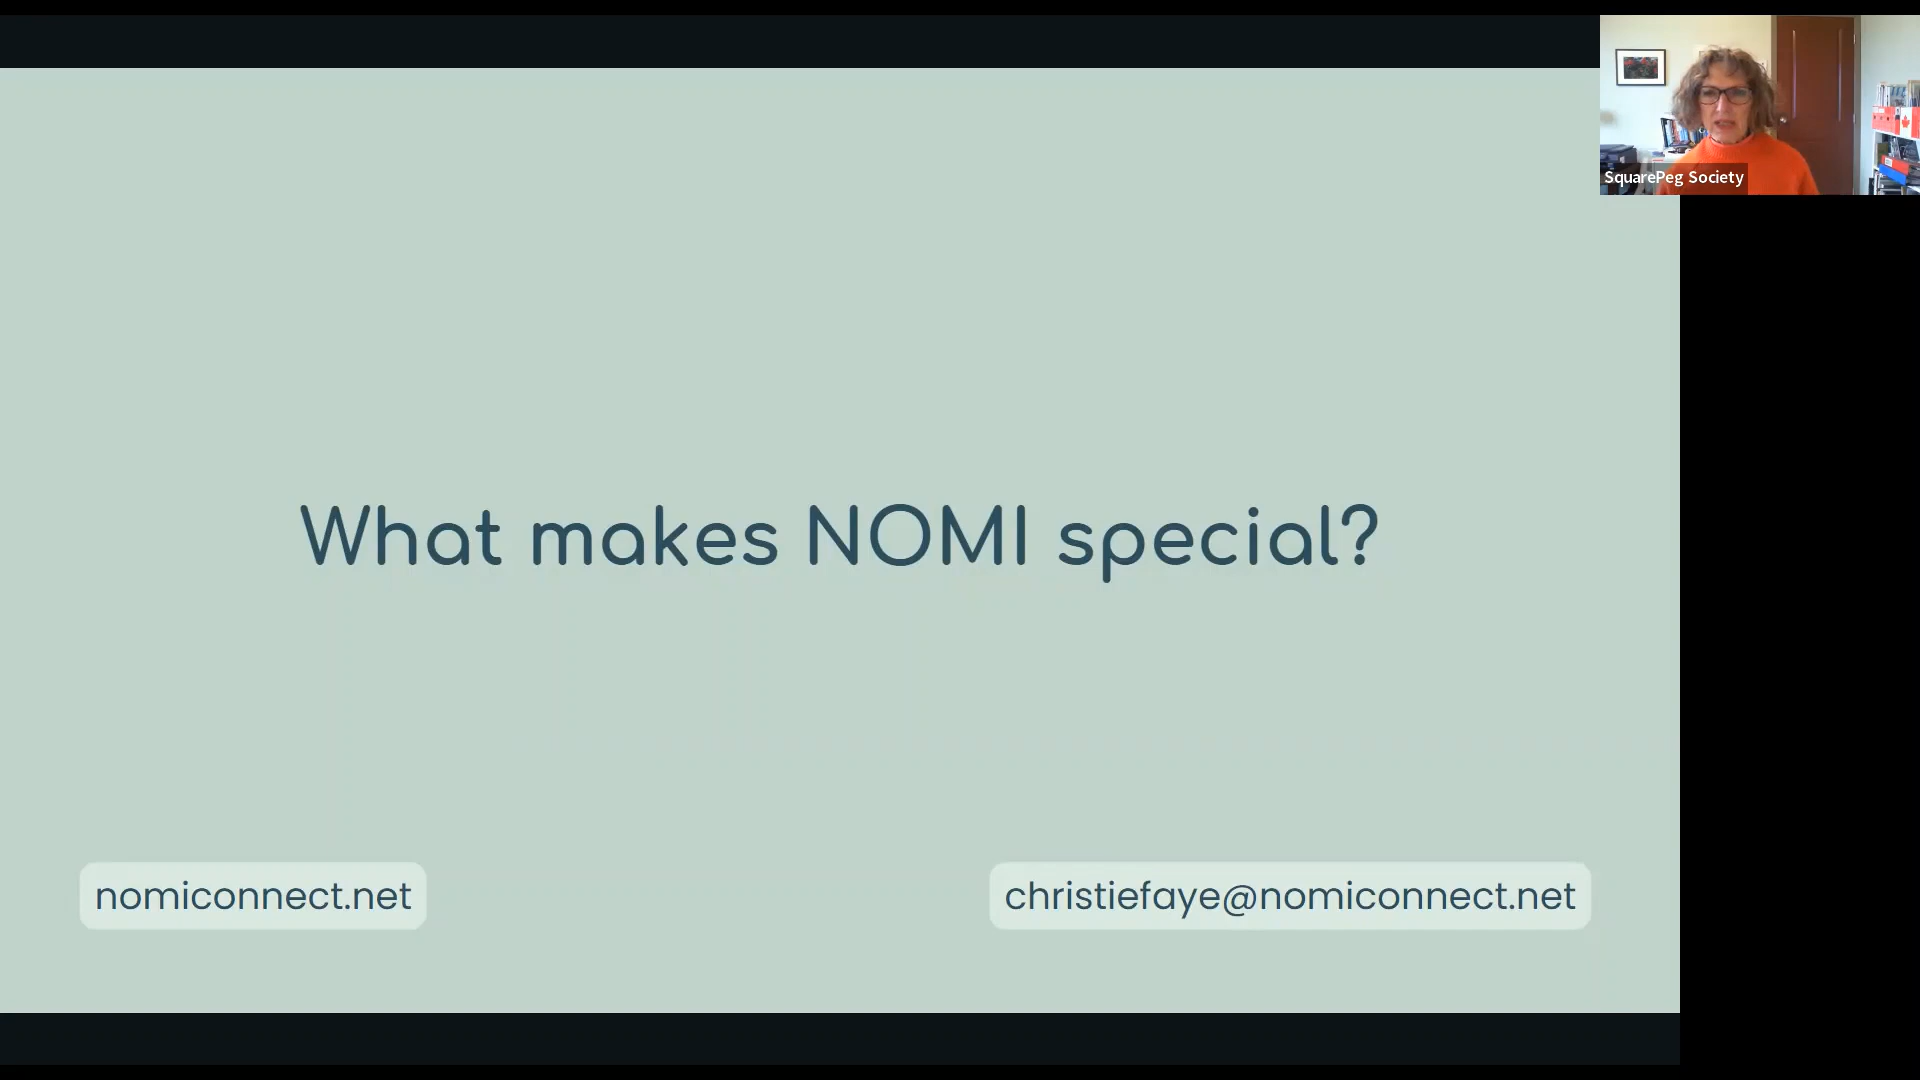 SquarePeg Society
What makes NOMI special?
nomiconnect.net
christiefaye@nomiconnect.net